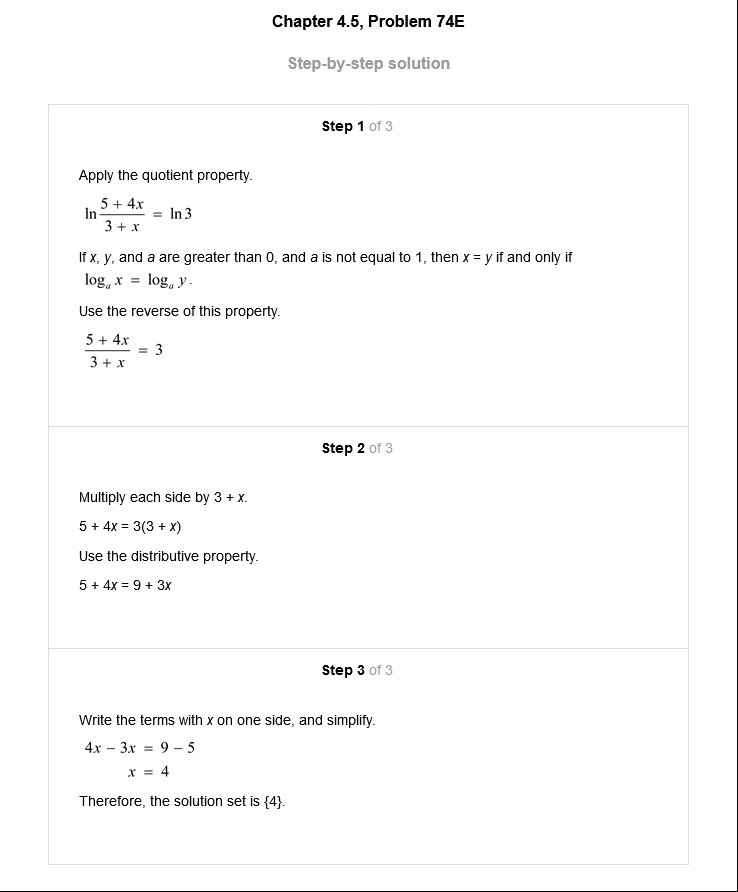 Chapter 4.5, Problem 74E
Step-by-step solution
Step 1 of 3
Apply the quotient property.
ln (5 + 4x)/(3 + x) = ln 3
If x, y, and a are greater than 0, and a is not equal to 1, then x = y if and only if
logₐ x = logₐ y.
Use the reverse of this property.
(5 + 4x)/(3 + x) = 3
Step 2 of 3
Multiply each side by 3 + x.
5 + 4x = 3(3 + x)
Use the distributive property.
5 + 4x = 9 + 3x
Step 3 of 3
Write the terms with x on one side, and simplify.
4x − 3x = 9 − 5
x = 4
Therefore, the solution set is {4}.